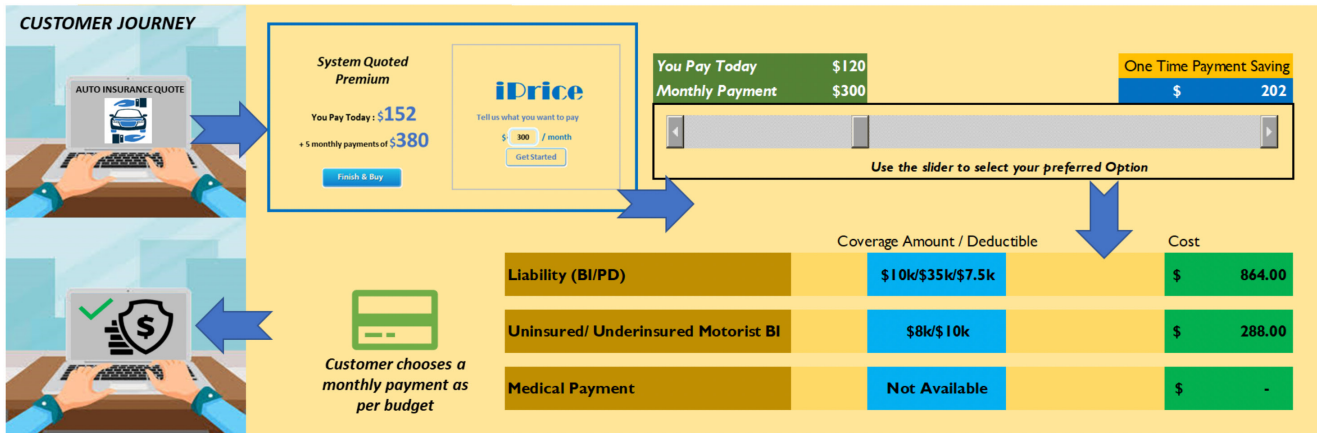 CUSTOMER JOURNEY
AUTO INSURANCE QUOTE
System Quoted
Premium
You Pay Today : $152
+ 5 monthly payments of $380
Finish & Buy
iPrice
Tell us what you want to pay
$ 300 / month
Get Started
You Pay Today $120
Monthly Payment $300
One Time Payment Saving
$ 202
Use the slider to select your preferred Option
Coverage Amount / Deductible Cost
Liability (BI/PD) $10k/$35k/$7.5k $ 864.00
Uninsured/ Underinsured Motorist BI $8k/$10k $ 288.00
Medical Payment Not Available $ -
$
Customer chooses a
monthly payment as
per budget